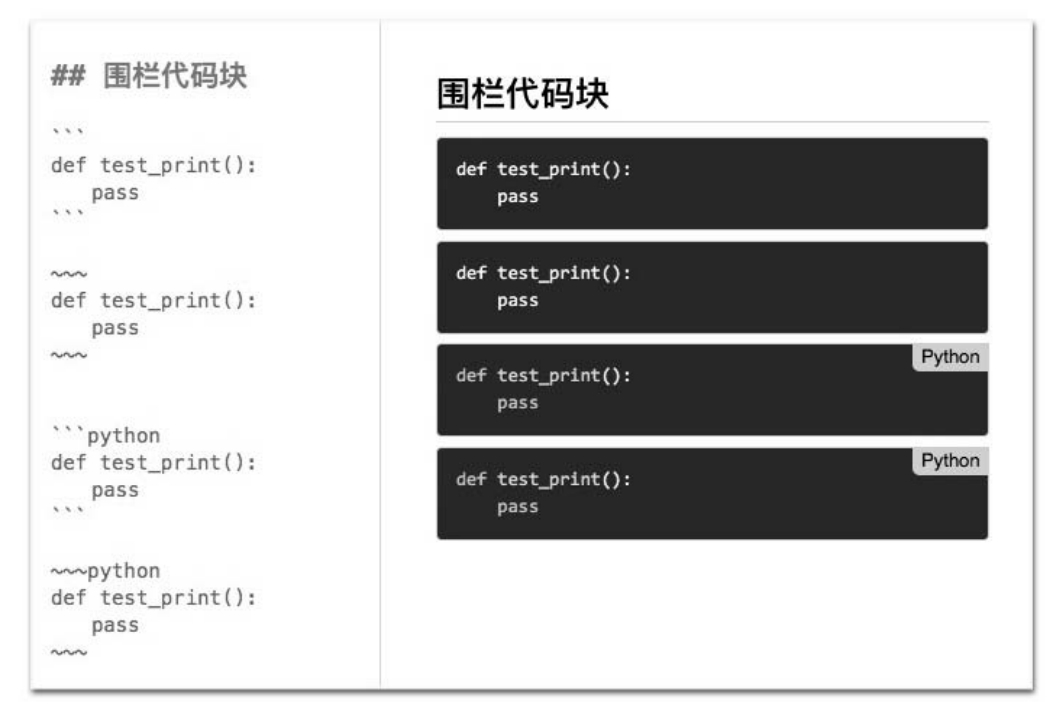 ## 围栏代码块
```
def test_print():
    pass
```
~~~
def test_print():
    pass
~~~
```python
def test_print():
    pass
```
~~~python
def test_print():
    pass
~~~
围栏代码块
def test_print():
    pass
def test_print():
    pass
Python
def test_print():
    pass
Python
def test_print():
    pass